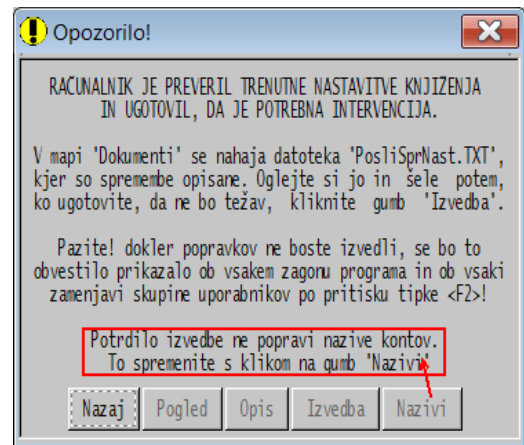 Opozorilo!
RAČUNALNIK JE PREVERIL TRENUTNE NASTAVITVE KNJIŽENJA
IN UGOTOVIL, DA JE POTREBNA INTERVENCIJA.
V mapi 'Dokumenti' se nahaja datoteka 'PosliSprNast.TXT',
kjer so spremembe opisane. Oglejte si jo in šele potem,
ko ugotovite, da ne bo težav, kliknite gumb 'Izvedba'.
Pazite! dokler popravkov ne boste izvedli, se bo to
obvestilo prikazalo ob vsakem zagonu programa in ob vsaki
zamenjavi skupine uporabnikov po pritisku tipke <F2>!
Potrdilo izvedbe ne popravi nazive kontov.
To spremenite s klikom na gumb 'Nazivi'
Nazaj Pogled Opis Izvedba Nazivi